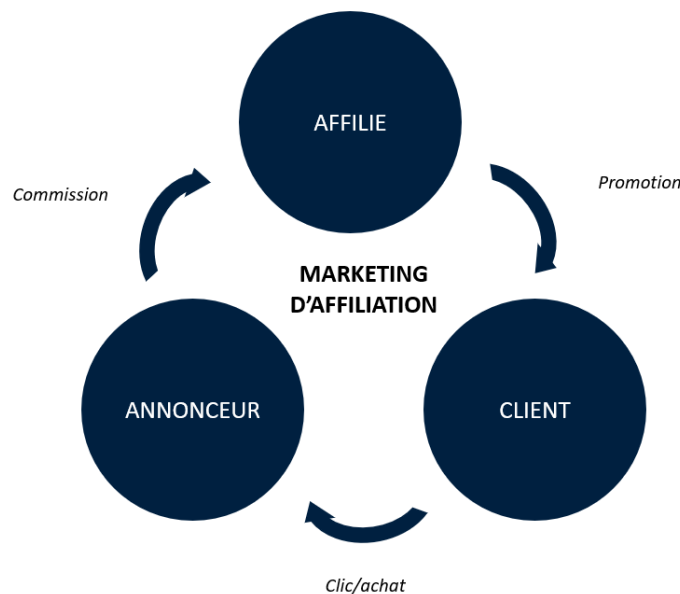 AFFILIE
Commission
Promotion
MARKETING
D'AFFILIATION
ANNONCEUR
CLIENT
Clic/achat